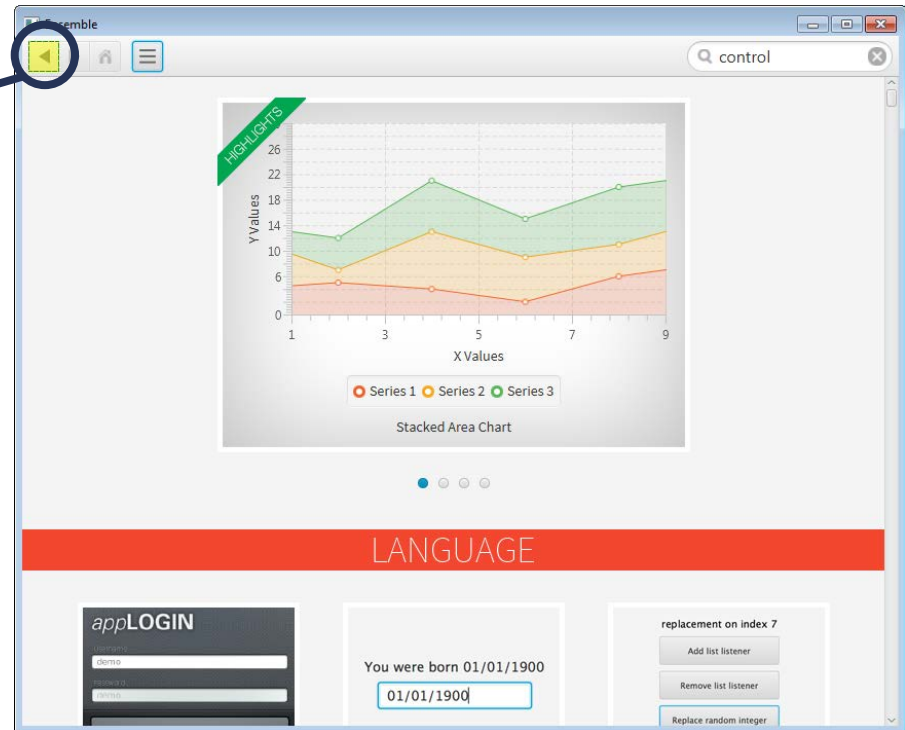 Ensemble
control
HIGHLIGHTS
26
22
18
14
10
6
0
Y Values
1 3 5 7 9
X Values
Series 1 Series 2 Series 3
Stacked Area Chart
LANGUAGE
appLOGIN
demo
demo
You were born 01/01/1900
01/01/1900
replacement on index 7
Add list listener
Remove list listener
Replace random integer